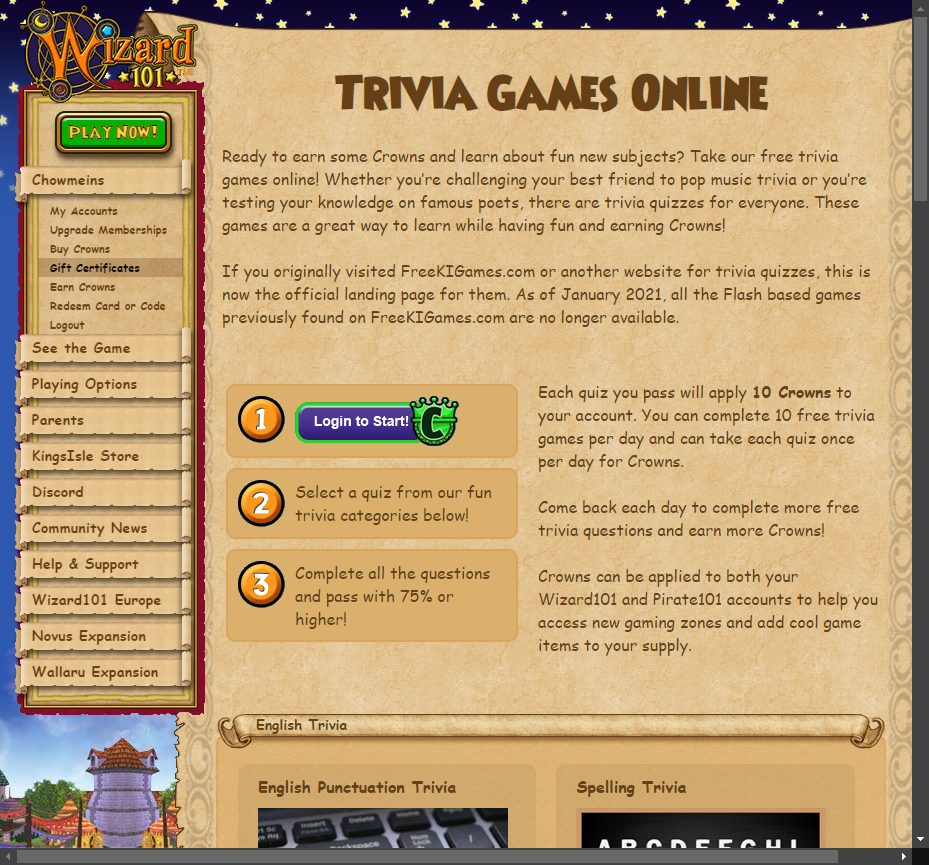 Wizard
101
TM
PLAY NOW!
Chowmeins
My Accounts
Upgrade Memberships
Buy Crowns
Gift Certificates
Earn Crowns
Redeem Card or Code
Logout
See the Game
Playing Options
Parents
KingsIsle Store
Discord
Community News
Help & Support
Wizard101 Europe
Novus Expansion
Wallaru Expansion
Trivia Games Online
Ready to earn some Crowns and learn about fun new subjects? Take our free trivia
games online! Whether you're challenging your best friend to pop music trivia or you're
testing your knowledge on famous poets, there are trivia quizzes for everyone. These
games are a great way to learn while having fun and earning Crowns!
If you originally visited FreeKIGames.com or another website for trivia quizzes, this is
now the official landing page for them. As of January 2021, all the Flash based games
previously found on FreeKIGames.com are no longer available.
1
Login to Start!
C
2
Select a quiz from our fun
trivia categories below!
3
Complete all the questions
and pass with 75% or
higher!
Each quiz you pass will apply 10 Crowns to
your account. You can complete 10 free trivia
games per day and can take each quiz once
per day for Crowns.
Come back each day to complete more free
trivia questions and earn more Crowns!
Crowns can be applied to both your
Wizard101 and Pirate101 accounts to help you
access new gaming zones and add cool game
items to your supply.
English Trivia
English Punctuation Trivia
Insert
Delete
Backspace
Num
Spelling Trivia
A B C D E F G H I